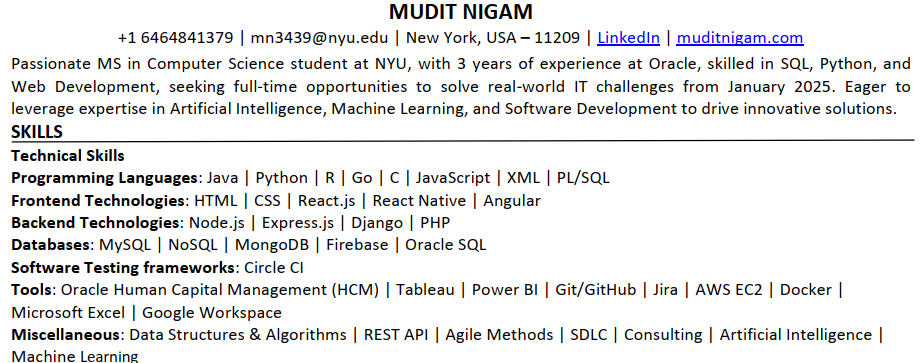 MUDIT NIGAM
+1 6464841379 | mn3439@nyu.edu | New York, USA – 11209 | LinkedIn | muditnigam.com
Passionate MS in Computer Science student at NYU, with 3 years of experience at Oracle, skilled in SQL, Python, and
Web Development, seeking full-time opportunities to solve real-world IT challenges from January 2025. Eager to
leverage expertise in Artificial Intelligence, Machine Learning, and Software Development to drive innovative solutions.
SKILLS
Technical Skills
Programming Languages: Java | Python | R | Go | C | JavaScript | XML | PL/SQL
Frontend Technologies: HTML | CSS | React.js | React Native | Angular
Backend Technologies: Node.js | Express.js | Django | PHP
Databases: MySQL | NoSQL | MongoDB | Firebase | Oracle SQL
Software Testing frameworks: Circle CI
Tools: Oracle Human Capital Management (HCM) | Tableau | Power BI | Git/GitHub | Jira | AWS EC2 | Docker |
Microsoft Excel | Google Workspace
Miscellaneous: Data Structures & Algorithms | REST API | Agile Methods | SDLC | Consulting | Artificial Intelligence |
Machine Learning